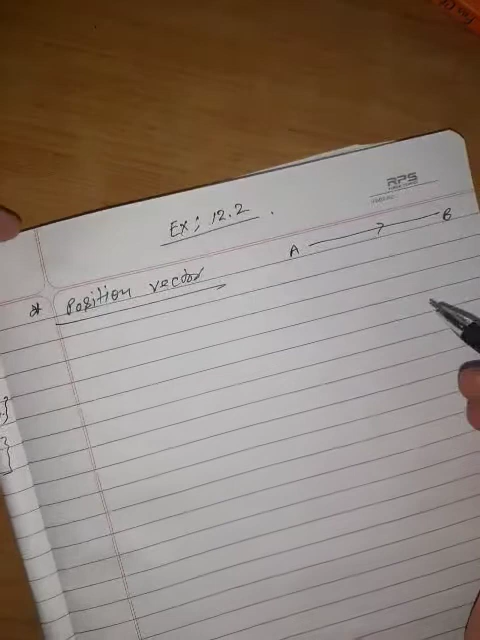 RPS
Ex; 12.2.
A B
* Position vector